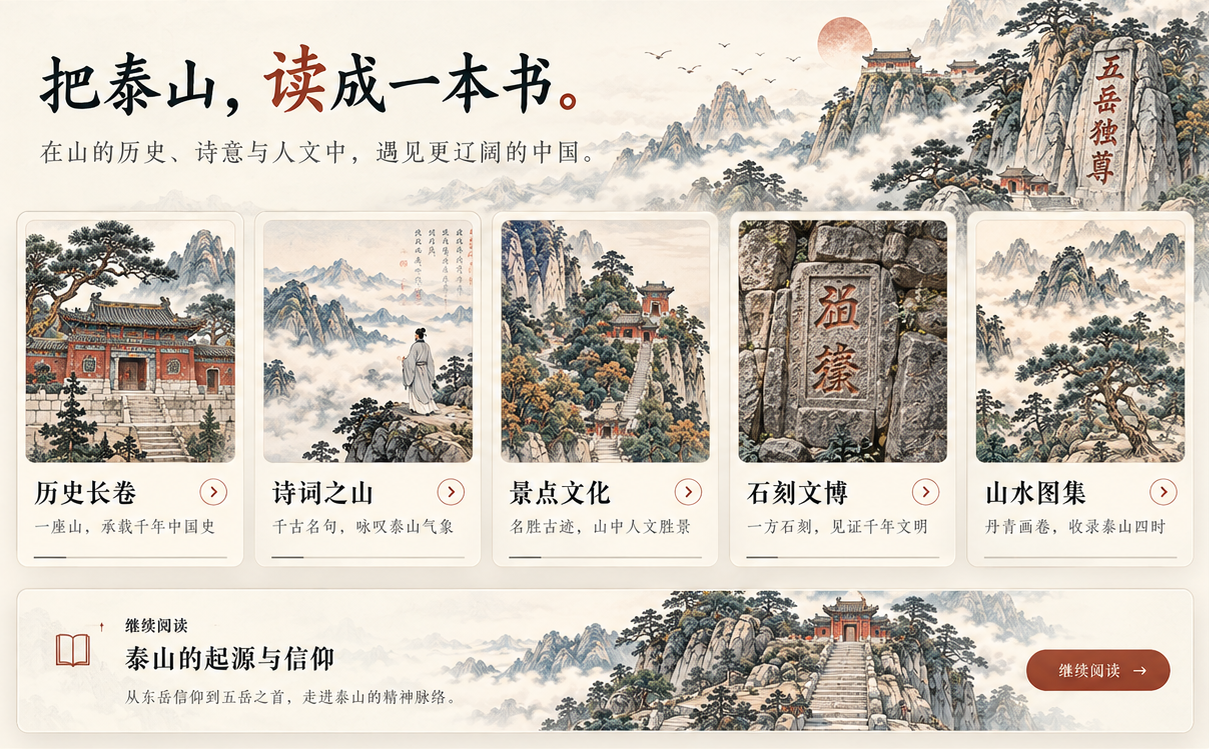 把泰山，读成一本书。
在山的历史、诗意与人文中，遇见更辽阔的中国。
五岳独尊
历史长卷
一座山，承载千年中国史
诗词之山
千古名句，咏叹泰山气象
景点文化
名胜古迹，山中人文胜景
石刻文博
一方石刻，见证千年文明
山水图集
丹青画卷，收录泰山四时
继续阅读
泰山的起源与信仰
从东岳信仰到五岳之首，走进泰山的精神脉络。
继续阅读 →